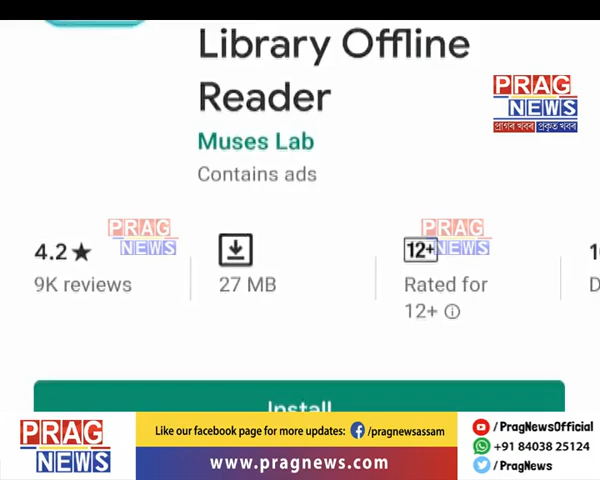 Library Offline
Reader
Muses Lab
Contains ads
PRAG
NEWS
প্রাগৰ খবৰ প্ৰকৃত খবৰ
PRAG
NEWS
PRAG
NEWS
4.2★
9K reviews
27 MB
12+
Rated for
12+
Install
PRAG
NEWS
Like our facebook page for more updates: /pragnewsassam
www.pragnews.com
/PragNewsOfficial
+91 84038 25124
/PragNews